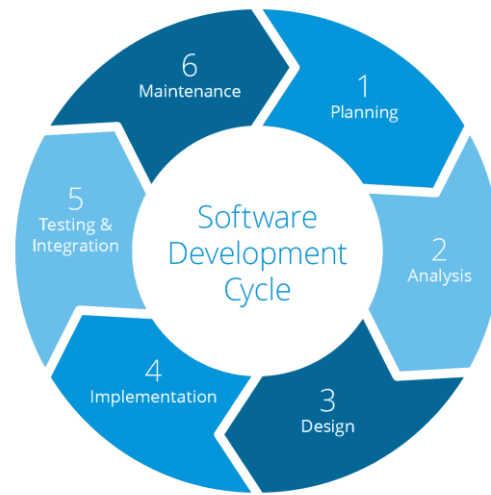 Software
Development
Cycle
1
Planning
2
Analysis
3
Design
4
Implementation
5
Testing &
Integration
6
Maintenance